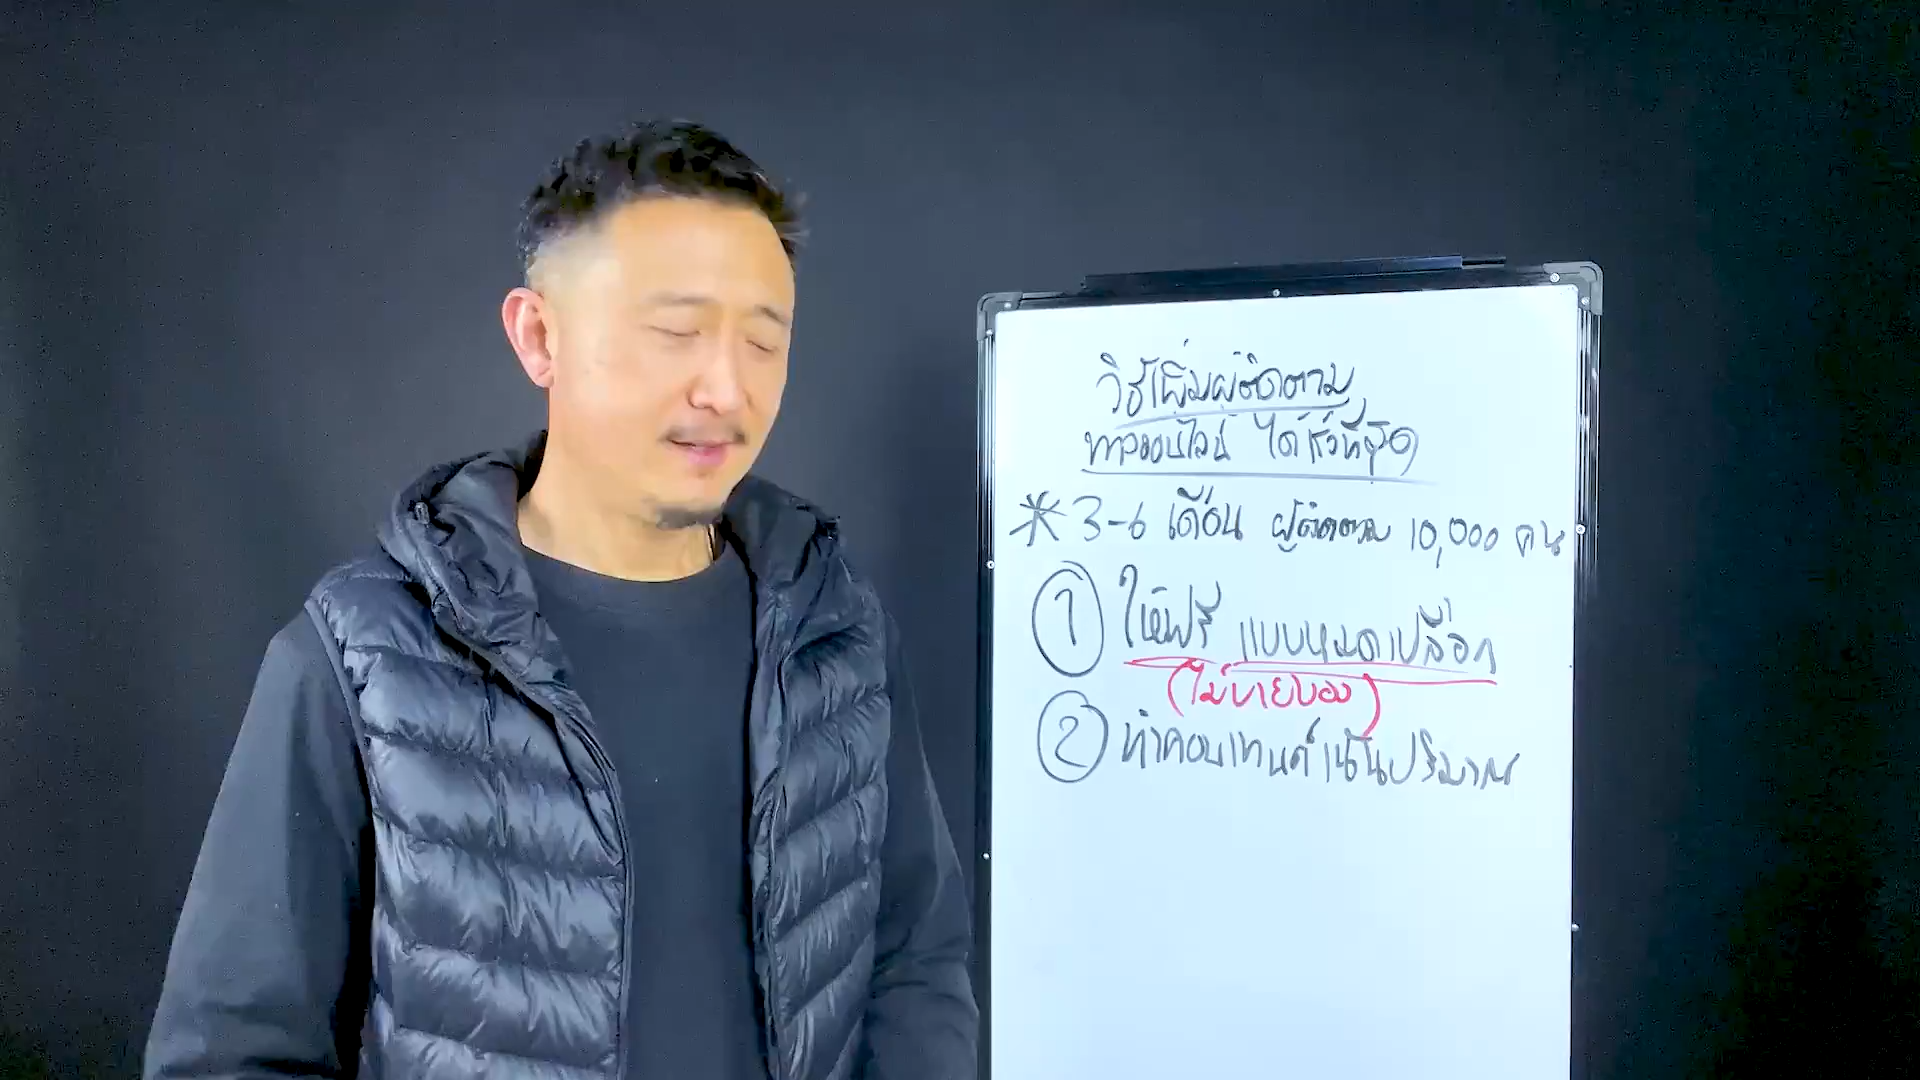 วิธีเพิ่มผู้ติดตาม
ทางออนไลน์ ได้เร็วที่สุด
* 3-6 เดือน ผู้ติดตาม 10,000 คน
1 ให้ฟรี แบบหมดเปลือก
(ไม่ขายของ)
2 ทำคอนเทนต์เน้นปริมาณ